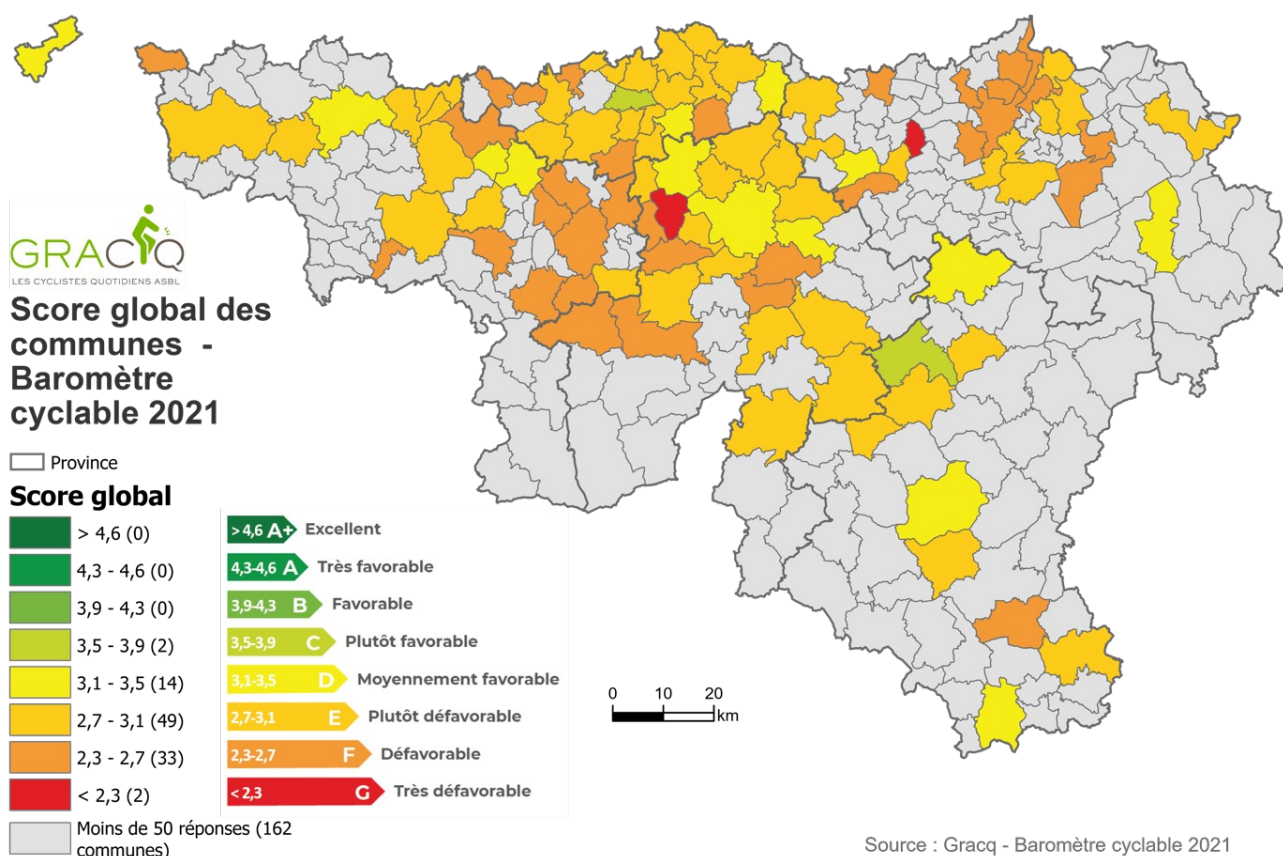 GRACQ
LES CYCLISTES QUOTIDIENS ASBL
Score global des
communes -
Baromètre
cyclable 2021
Province
Score global
> 4,6 (0)
4,3 - 4,6 (0)
3,9 - 4,3 (0)
3,5 - 3,9 (2)
3,1 - 3,5 (14)
2,7 - 3,1 (49)
2,3 - 2,7 (33)
< 2,3 (2)
Moins de 50 réponses (162
communes)
> 4,6 A+ Excellent
4,3-4,6 A Très favorable
3,9-4,3 B Favorable
3,5-3,9 C Plutôt favorable
3,1-3,5 D Moyennement favorable
2,7-3,1 E Plutôt défavorable
2,3-2,7 F Défavorable
< 2,3 G Très défavorable
0 10 20
km
Source : Gracq - Baromètre cyclable 2021